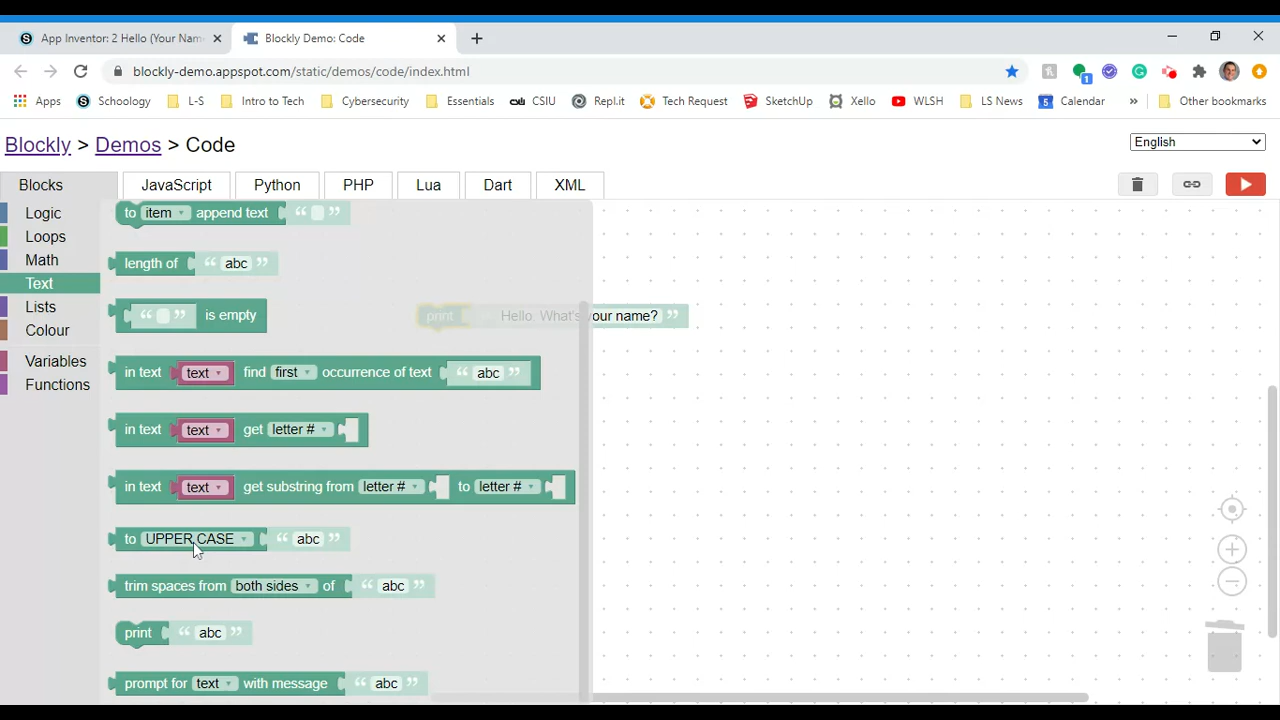 App Inventor: 2 Hello (Your Nam
Blockly Demo: Code
blockly-demo.appspot.com/static/demos/code/index.html
Apps
Schoology
L-S
Intro to Tech
Cybersecurity
Essentials
CSIU
Repl.it
Tech Request
SketchUp
Xello
WLSH
LS News
Calendar
Other bookmarks
Blockly > Demos > Code
English
Blocks
JavaScript
Python
PHP
Lua
Dart
XML
Logic
Loops
Math
Text
Lists
Colour
Variables
Functions
to item append text “ ”
length of “ abc ”
“ ” is empty
print Hello. What's your name? ”
in text text find first occurrence of text “ abc ”
in text text get letter #
in text text get substring from letter # to letter #
to UPPER CASE “ abc ”
trim spaces from both sides of “ abc ”
print “ abc ”
prompt for text with message “ abc ”